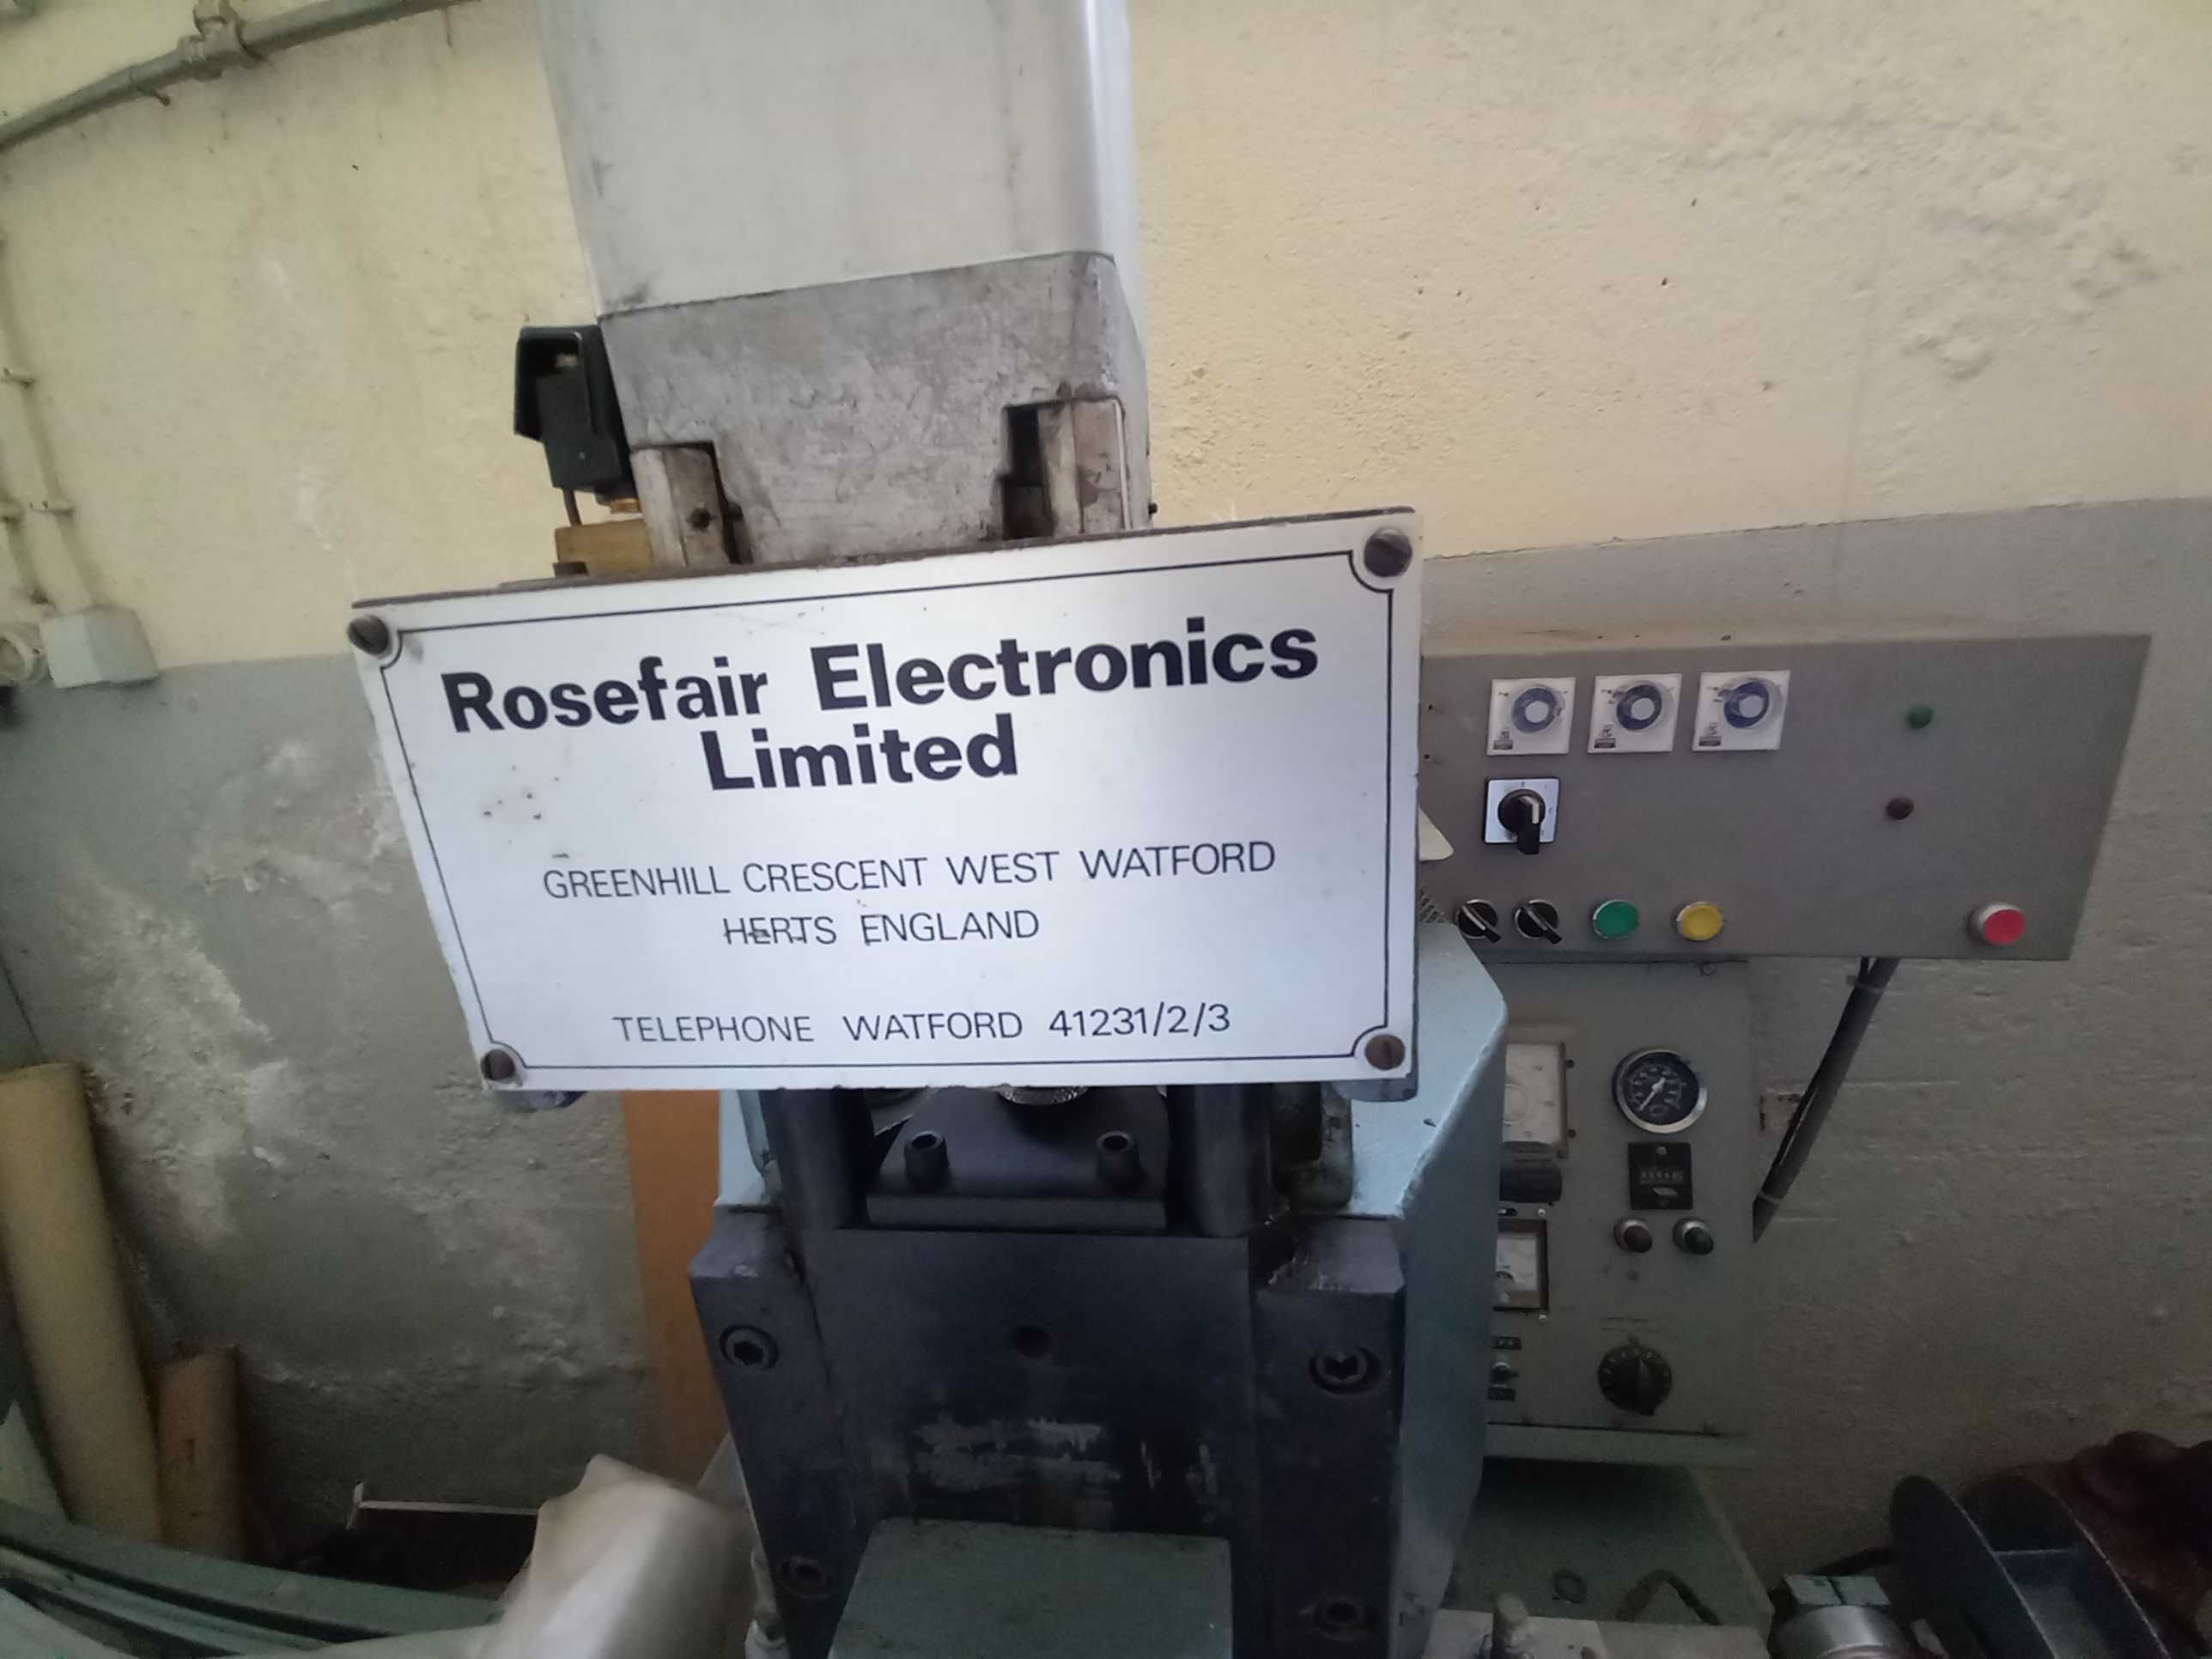 Rosefair Electronics
Limited
GREENHILL CRESCENT WEST WATFORD
HERTS ENGLAND
TELEPHONE WATFORD 41231/2/3